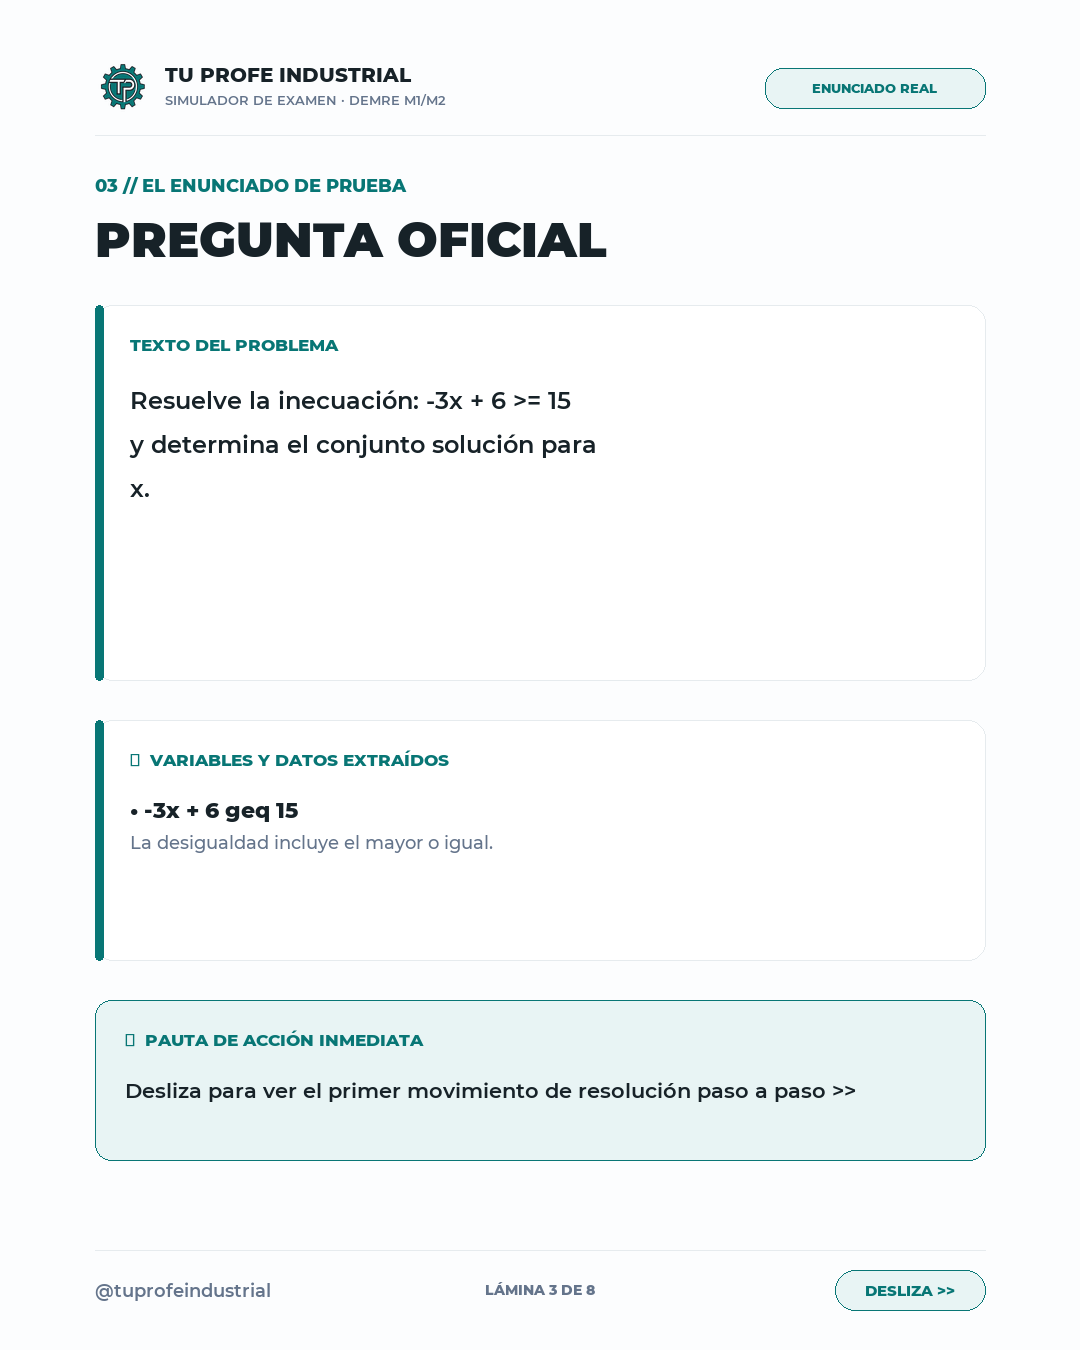 TP
TU PROFE INDUSTRIAL
SIMULADOR DE EXAMEN · DEMRE M1/M2
ENUNCIADO REAL
03 // EL ENUNCIADO DE PRUEBA
PREGUNTA OFICIAL
TEXTO DEL PROBLEMA
Resuelve la inecuación: -3x + 6 >= 15
y determina el conjunto solución para
x.
VARIABLES Y DATOS EXTRAÍDOS
• -3x + 6 geq 15
La desigualdad incluye el mayor o igual.
PAUTA DE ACCIÓN INMEDIATA
Desliza para ver el primer movimiento de resolución paso a paso >>
@tuprofeindustrial
LÁMINA 3 DE 8
DESLIZA >>